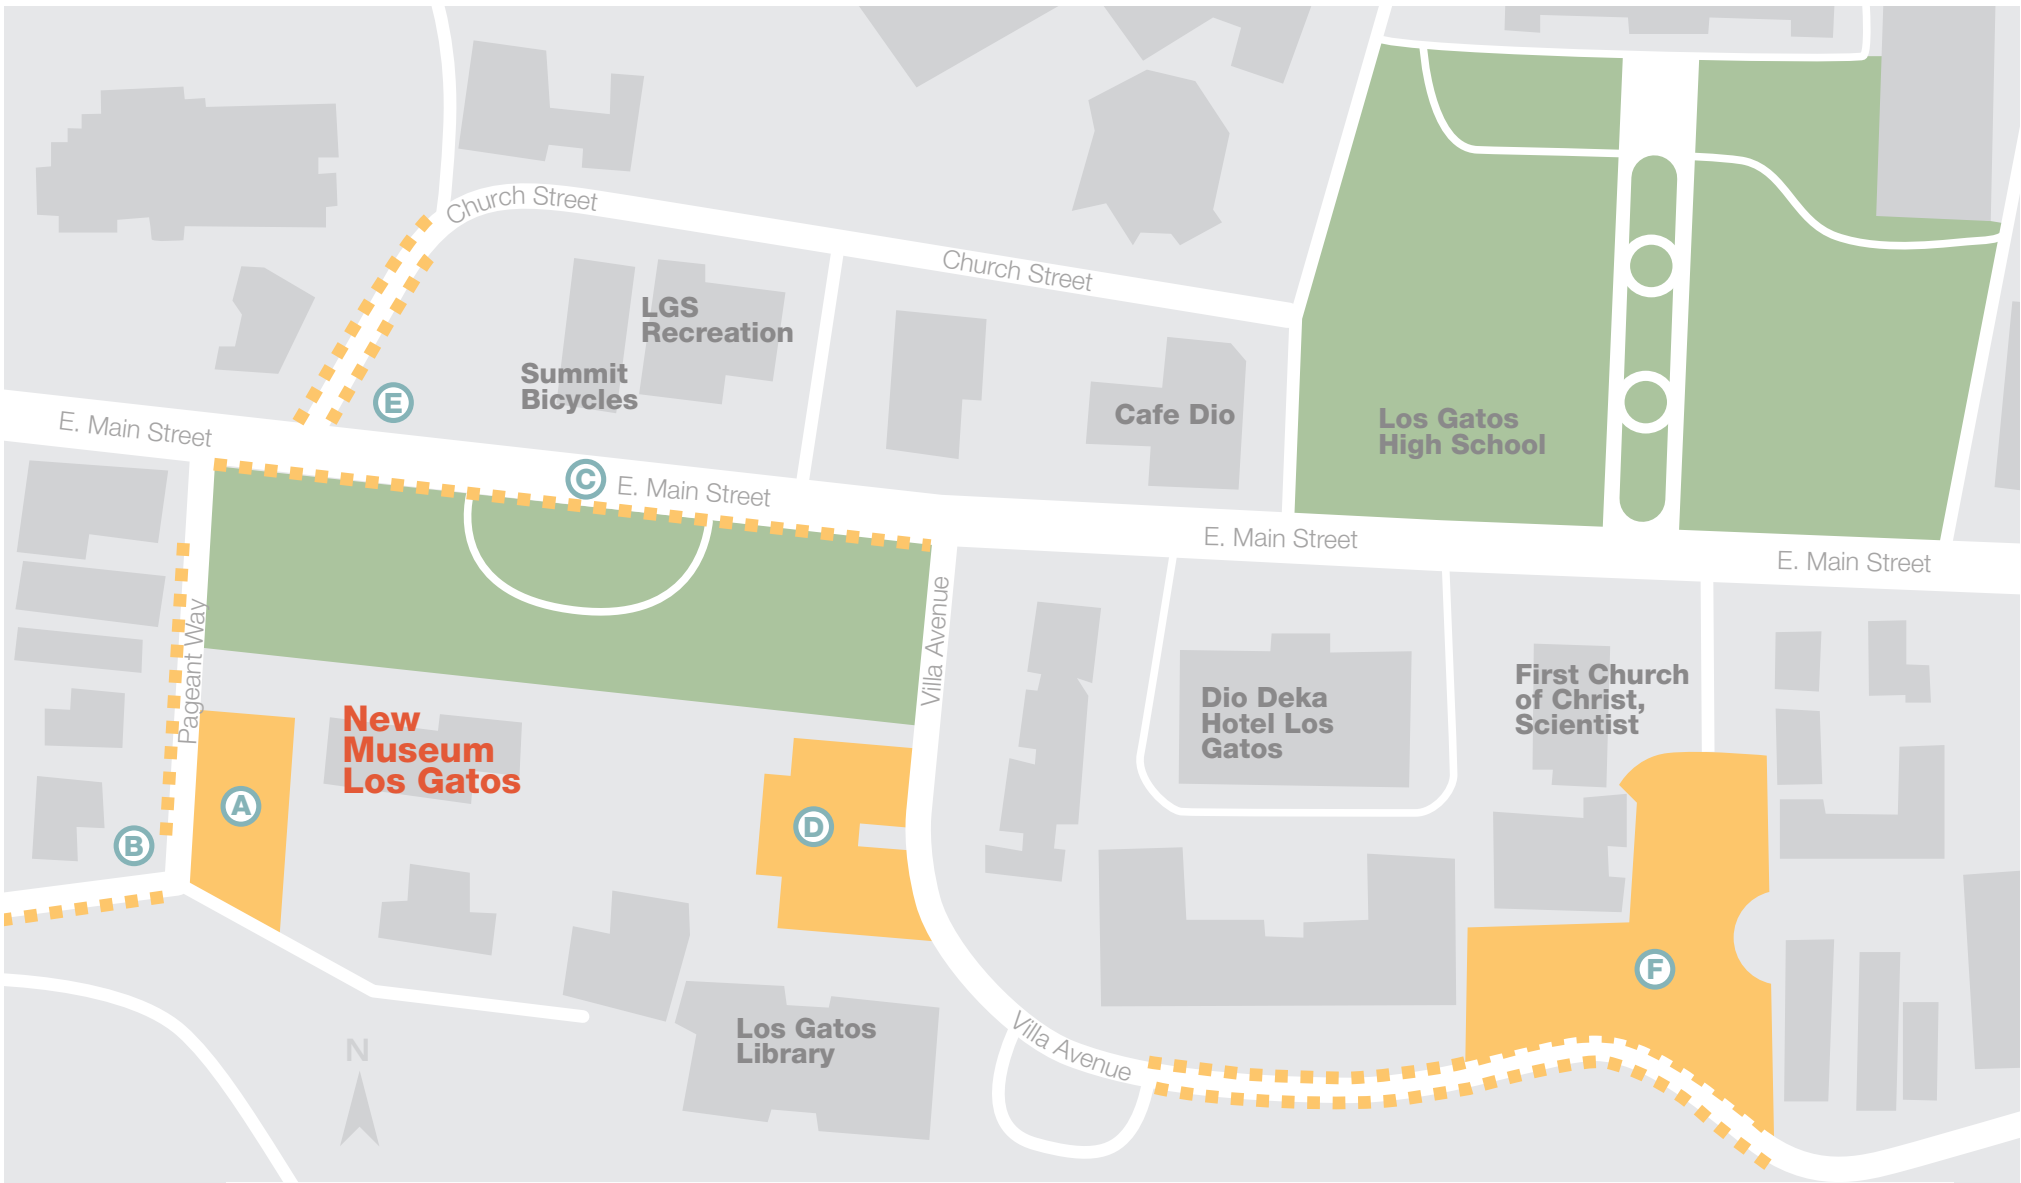 Church Street
Church Street
LGS
Recreation
Summit
Bicycles
E
Cafe Dio
Los Gatos
High School
E. Main Street
C
E. Main Street
E. Main Street
E. Main Street
Pageant Way
Villa Avenue
New
Museum
Los Gatos
Dio Deka
Hotel Los
Gatos
First Church
of Christ,
Scientist
A
B
D
F
Los Gatos
Library
Villa Avenue
N